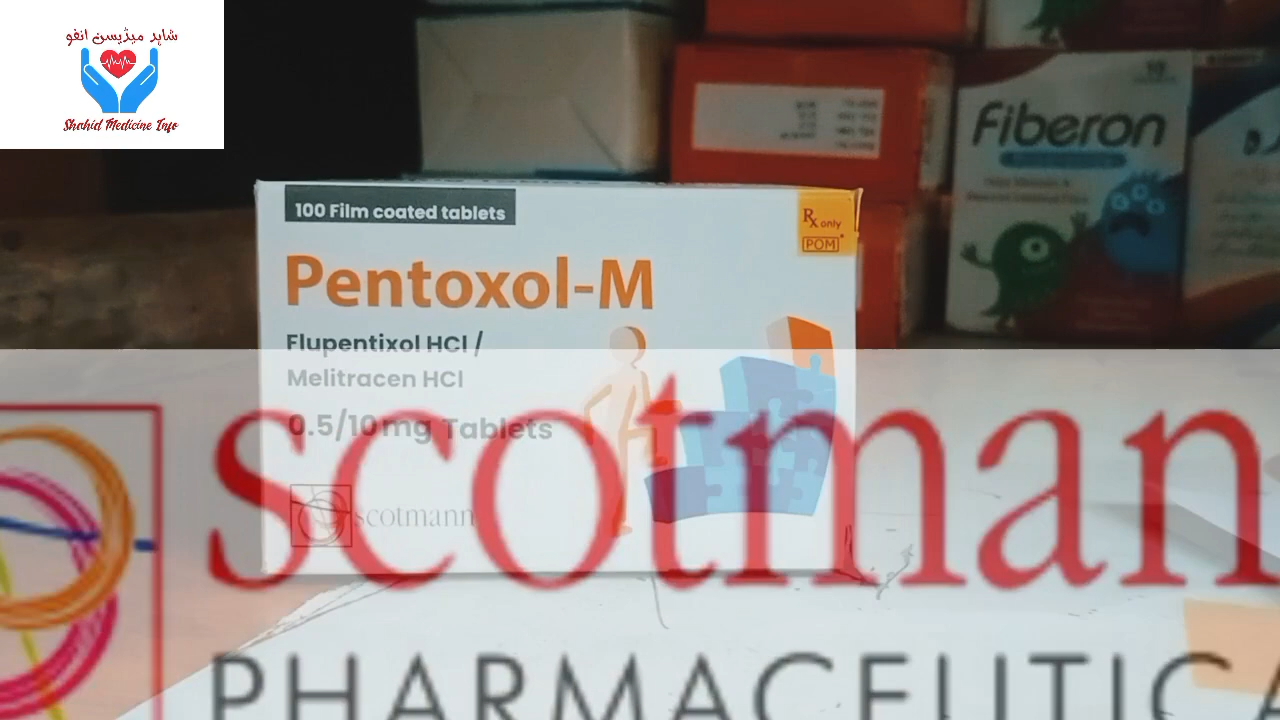 شاہد میڈیسن انفو
Shahid Medicine Info
100 Film coated tablets
Rx only
POM
Pentoxol-M
Flupentixol HCl /
Melitracen HCl
0.5/10mg Tablets
scotmann
Fiberon
10
scotman
PHARMACEUTICA